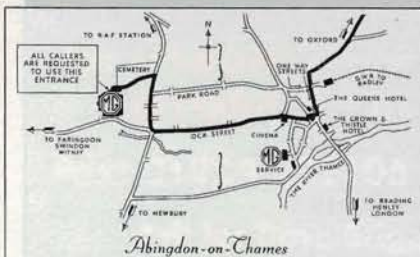 TO R·A·F STATION
N
TO OXFORD
ALL CALLERS
ARE REQUESTED
TO USE THIS
ENTRANCE
CEMETERY
ONE WAY
STREETS
G.W.R. TO
RADLEY
PARK ROAD
MG
THE QUEENS HOTEL
OCK STREET
CINEMA
THE CROWN &
THISTLE
HOTEL
TO FARINGDON
SWINDON
WITNEY
MG
SERVICE
THE RIVER THAMES
TO NEWBURY
TO READING
HENLEY
LONDON
Abingdon-on-Thames